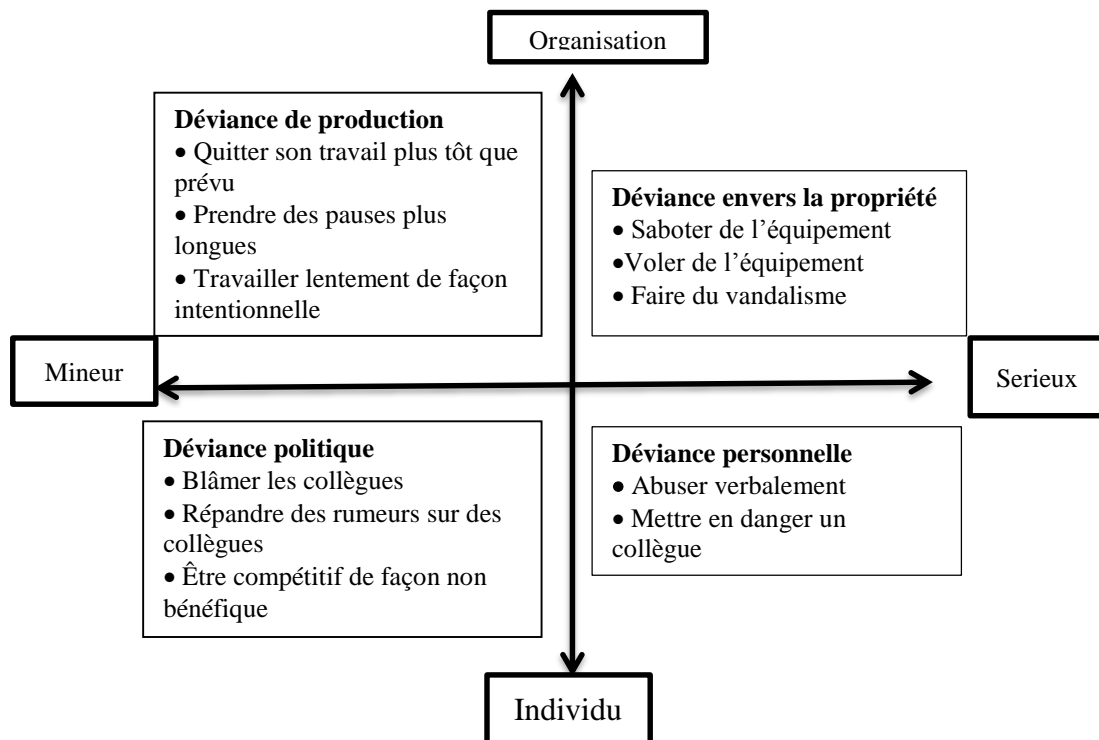 Organisation
Déviance de production
• Quitter son travail plus tôt que
prévu
• Prendre des pauses plus
longues
• Travailler lentement de façon
intentionnelle
Déviance envers la propriété
• Saboter de l’équipement
•Voler de l’équipement
• Faire du vandalisme
Mineur
Serieux
Déviance politique
• Blâmer les collègues
• Répandre des rumeurs sur des
collègues
• Être compétitif de façon non
bénéfique
Déviance personnelle
• Abuser verbalement
• Mettre en danger un
collègue
Individu